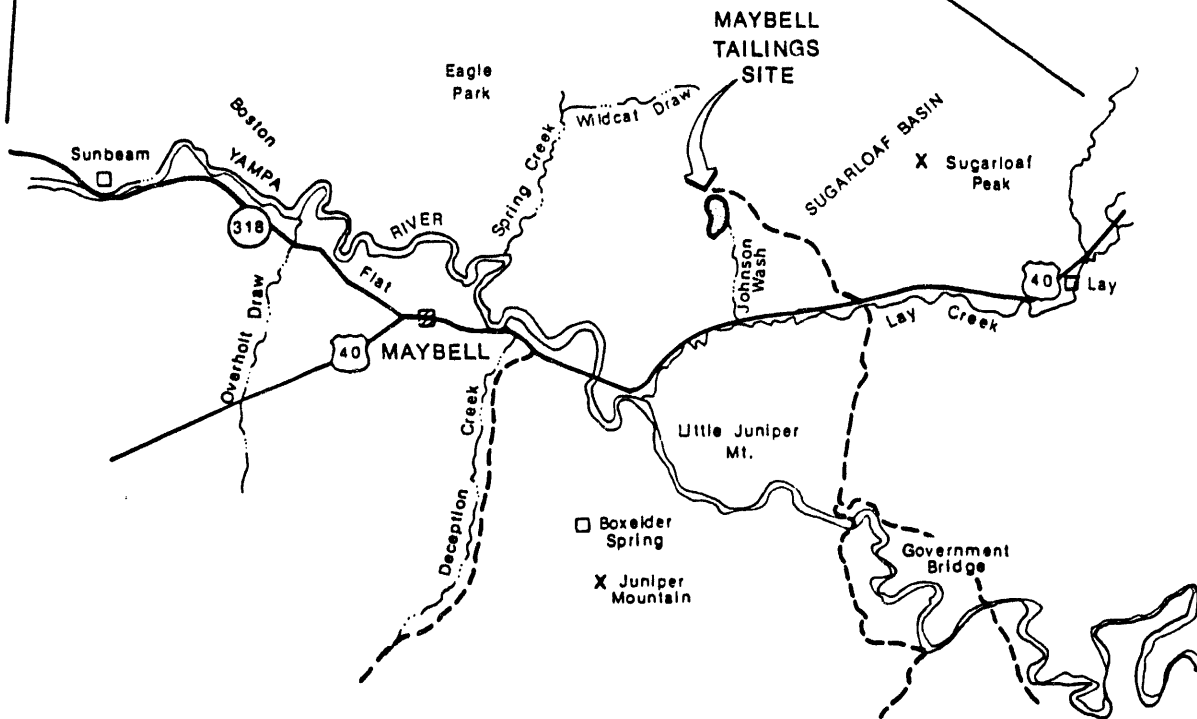 MAYBELL
TAILINGS
SITE
Eagle
Park
Wildcat Draw
Boston
Sunbeam
YAMPA
RIVER
Spring Creek
SUGARLOAF BASIN
X Sugarloaf
Peak
318
Flat
Johnson
Wash
40
Lay
Lay Creek
Overholt Draw
40
MAYBELL
Deception Creek
Little Juniper
Mt.
Boxelder
Spring
X Juniper
Mountain
Government
Bridge